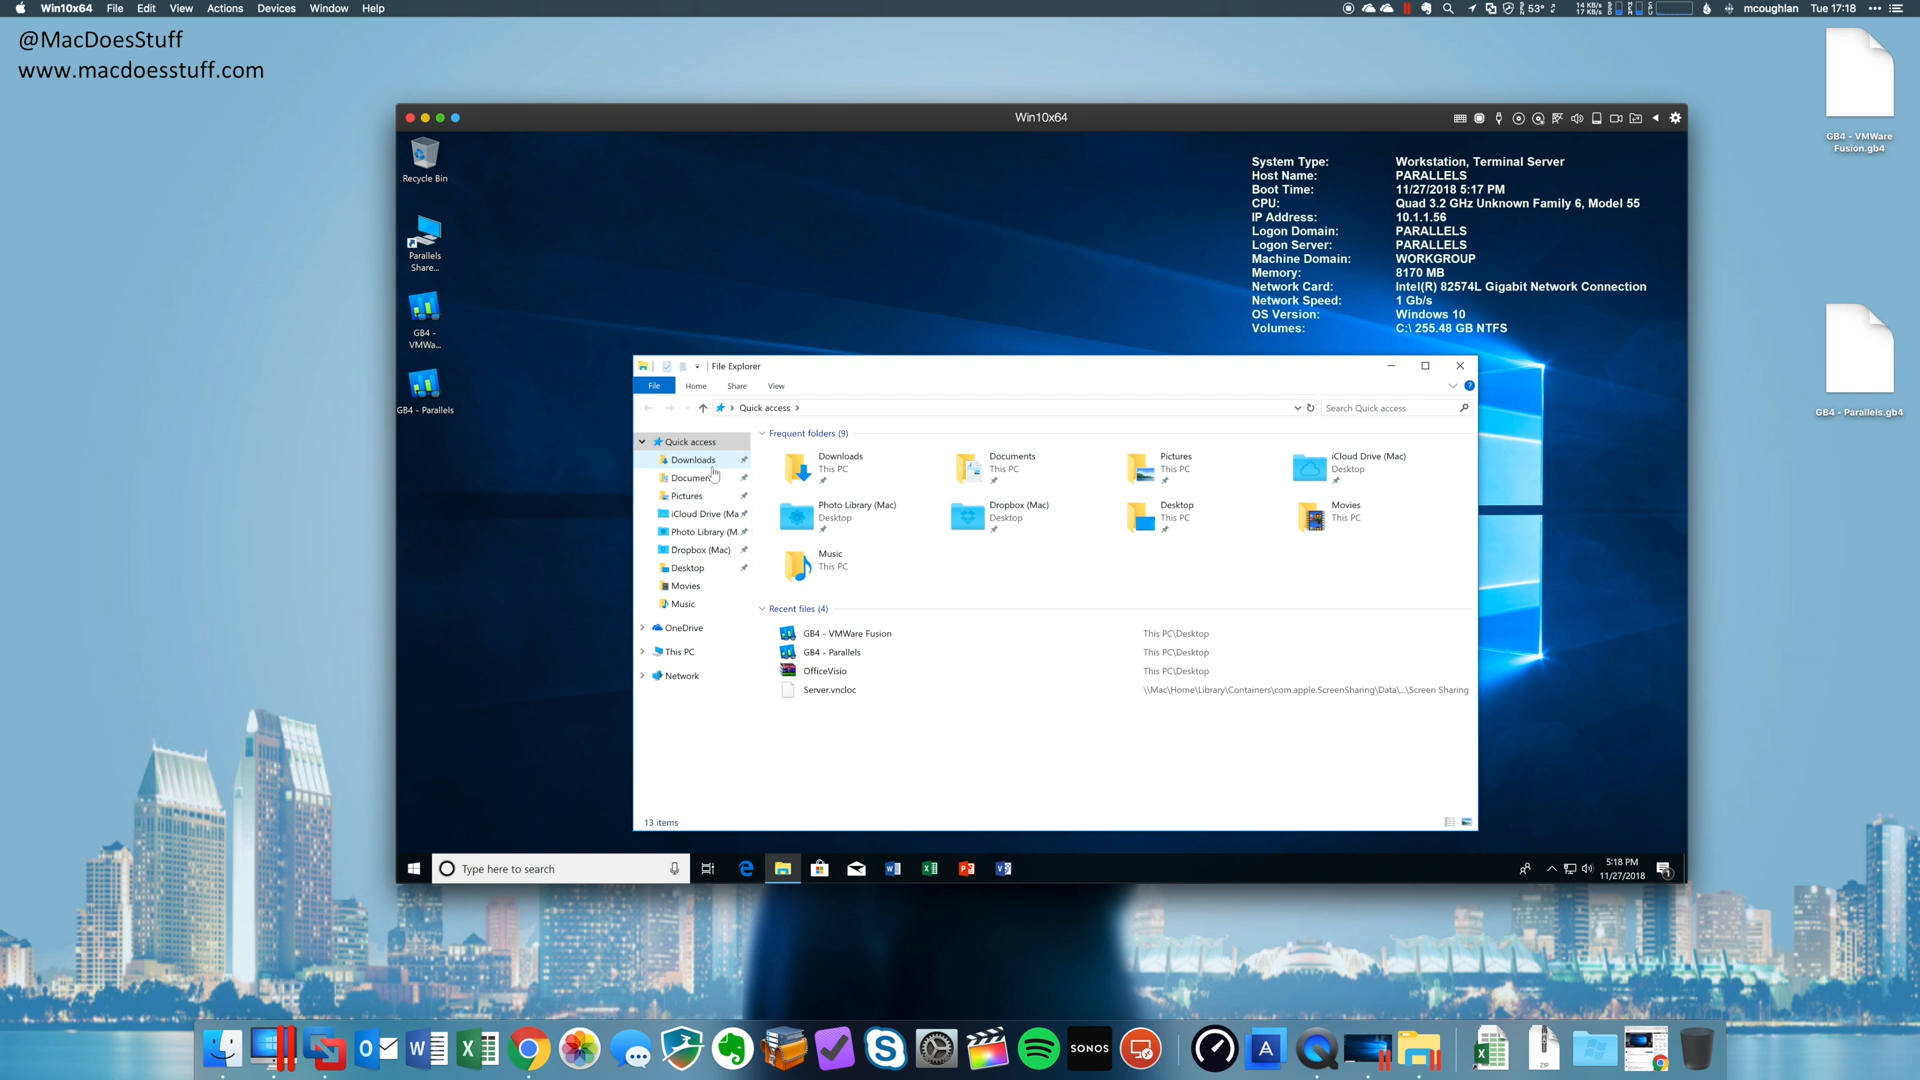 Win10x64 File Edit View Actions Devices Window Help
53° 14 KB/s 17 KB/s mcoughlan Tue 17:18
@MacDoesStuff
www.macdoesstuff.com
GB4 - VMWare
Fusion.gb4
GB4 - Parallels.gb4
Win10x64
Recycle Bin
Parallels
Share...
GB4 -
VMWa...
GB4 - Parallels
System Type: Workstation, Terminal Server
Host Name: PARALLELS
Boot Time: 11/27/2018 5:17 PM
CPU: Quad 3.2 GHz Unknown Family 6, Model 55
IP Address: 10.1.1.56
Logon Domain: PARALLELS
Logon Server: PARALLELS
Machine Domain: WORKGROUP
Memory: 8170 MB
Network Card: Intel(R) 82574L Gigabit Network Connection
Network Speed: 1 Gb/s
OS Version: Windows 10
Volumes: C:\ 255.48 GB NTFS
File Explorer
File Home Share View
Quick access
Search Quick access
Quick access
Downloads
Documen
Pictures
iCloud Drive (Ma
Photo Library (M
Dropbox (Mac)
Desktop
Movies
Music
OneDrive
This PC
Network
Frequent folders (9)
Downloads
This PC
Documents
This PC
Pictures
This PC
iCloud Drive (Mac)
Desktop
Photo Library (Mac)
Desktop
Dropbox (Mac)
Desktop
Desktop
This PC
Movies
This PC
Music
This PC
Recent files (4)
GB4 - VMWare Fusion This PC\Desktop
GB4 - Parallels This PC\Desktop
OfficeVisio This PC\Desktop
Server.vncloc \\Mac\Home\Library\Containers\com.apple.ScreenSharing\Data\...\Screen Sharing
13 items
Type here to search
5:18 PM
11/27/2018
1
SONOS
ZIP